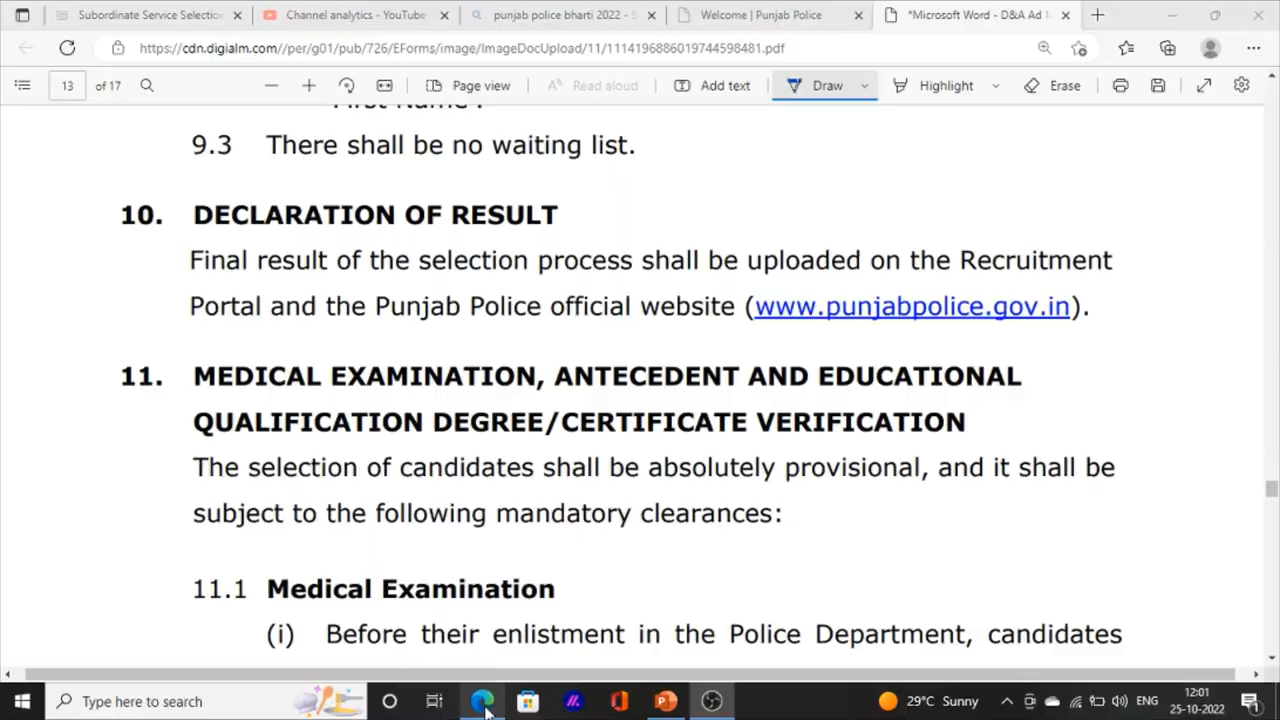 Subordinate Service Selectio
Channel analytics - YouTube
punjab police bharti 2022 - S
Welcome | Punjab Police
*Microsoft Word - D&A Ad M
https://cdn.digialm.com//per/g01/pub/726/EForms/image/ImageDocUpload/11/1114196886019744598481.pdf
13 of 17
Page view
Read aloud
Add text
Draw
Highlight
Erase
First Name'.
9.3 There shall be no waiting list.
10. DECLARATION OF RESULT
Final result of the selection process shall be uploaded on the Recruitment
Portal and the Punjab Police official website (www.punjabpolice.gov.in).
11. MEDICAL EXAMINATION, ANTECEDENT AND EDUCATIONAL
QUALIFICATION DEGREE/CERTIFICATE VERIFICATION
The selection of candidates shall be absolutely provisional, and it shall be
subject to the following mandatory clearances:
11.1 Medical Examination
(i) Before their enlistment in the Police Department, candidates
Type here to search
29°C Sunny
ENG
12:01
25-10-2022
1